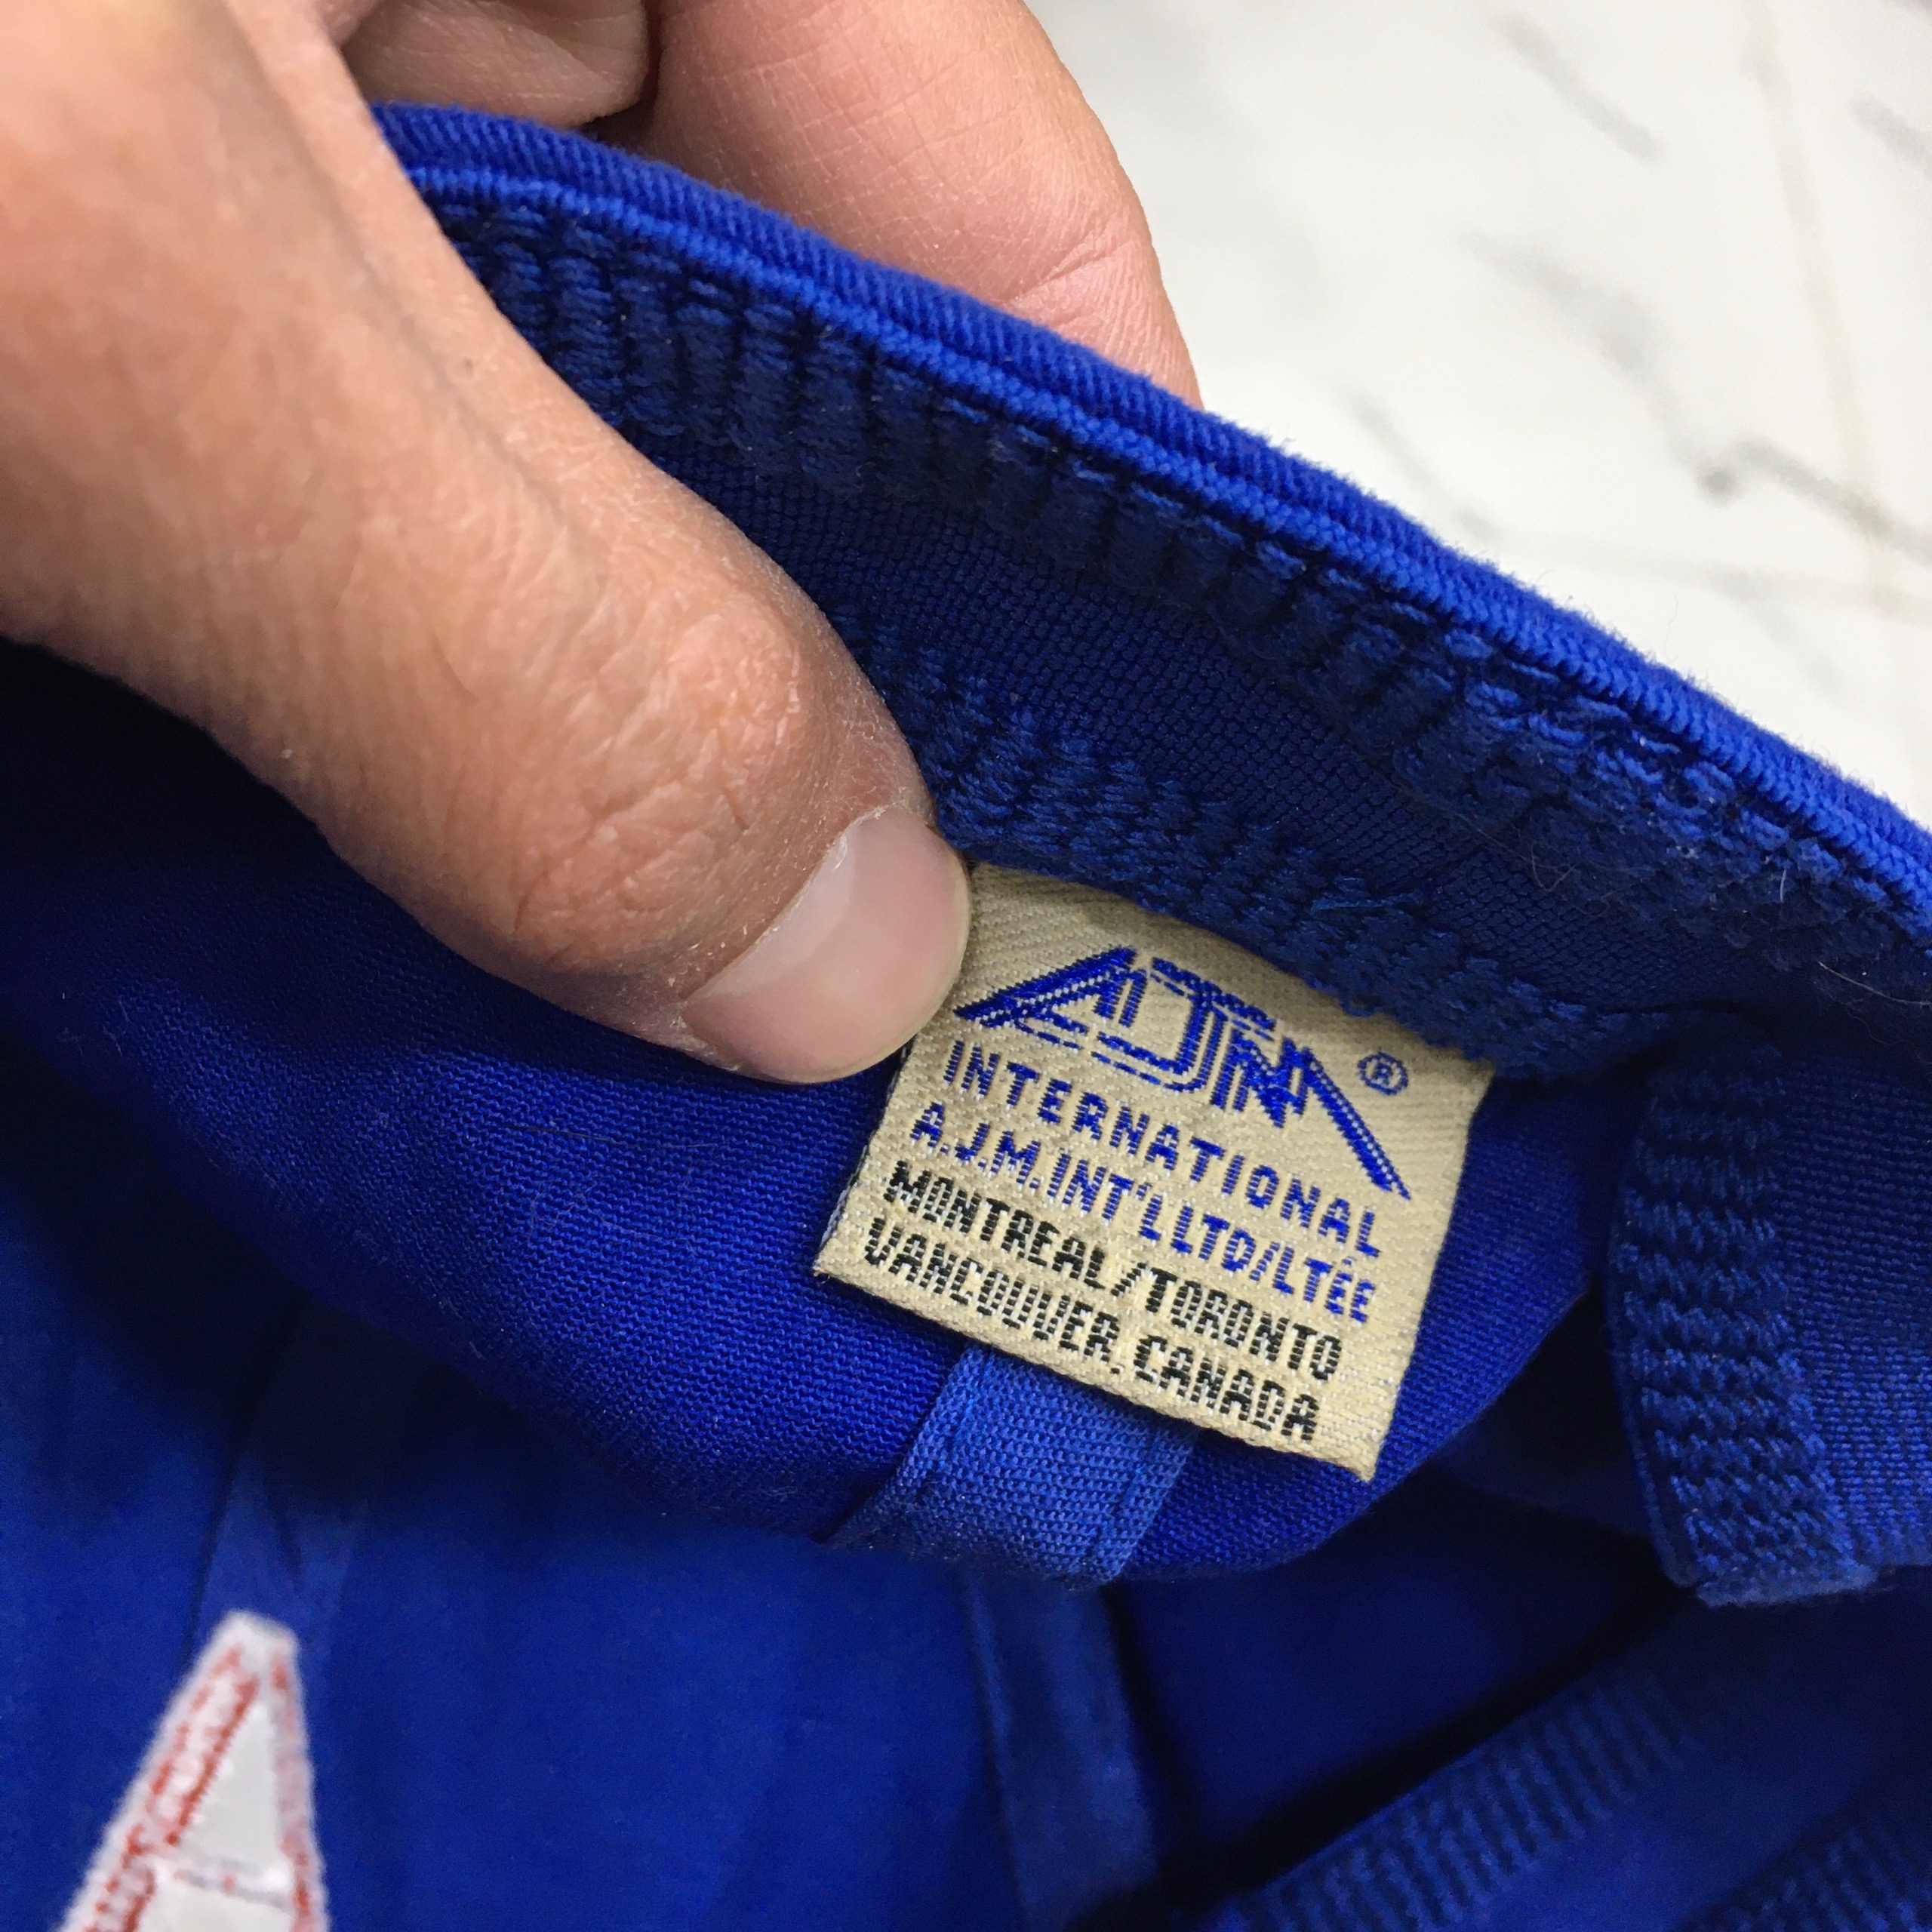 AJM ®
INTERNATIONAL
A.J.M. INT'L LTD/LTÉE
MONTREAL/TORONTO
VANCOUVER, CANADA